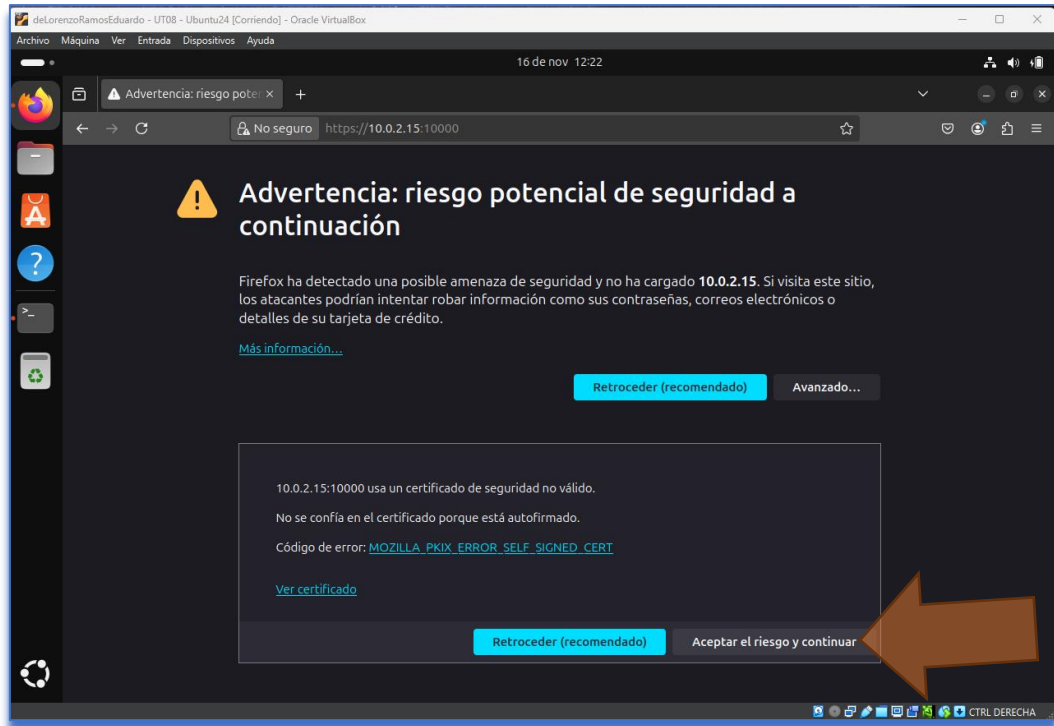 deLorenzoRamosEduardo - UT08 - Ubuntu24 [Corriendo] - Oracle VirtualBox
Archivo Máquina Ver Entrada Dispositivos Ayuda
16 de nov 12:22
Advertencia: riesgo poter
No seguro https://10.0.2.15:10000
Advertencia: riesgo potencial de seguridad a
continuación
Firefox ha detectado una posible amenaza de seguridad y no ha cargado 10.0.2.15. Si visita este sitio,
los atacantes podrían intentar robar información como sus contraseñas, correos electrónicos o
detalles de su tarjeta de crédito.
Más información...
Retroceder (recomendado) Avanzado...
10.0.2.15:10000 usa un certificado de seguridad no válido.
No se confía en el certificado porque está autofirmado.
Código de error: MOZILLA_PKIX_ERROR_SELF_SIGNED_CERT
Ver certificado
Retroceder (recomendado) Aceptar el riesgo y continuar
CTRL DERECHA